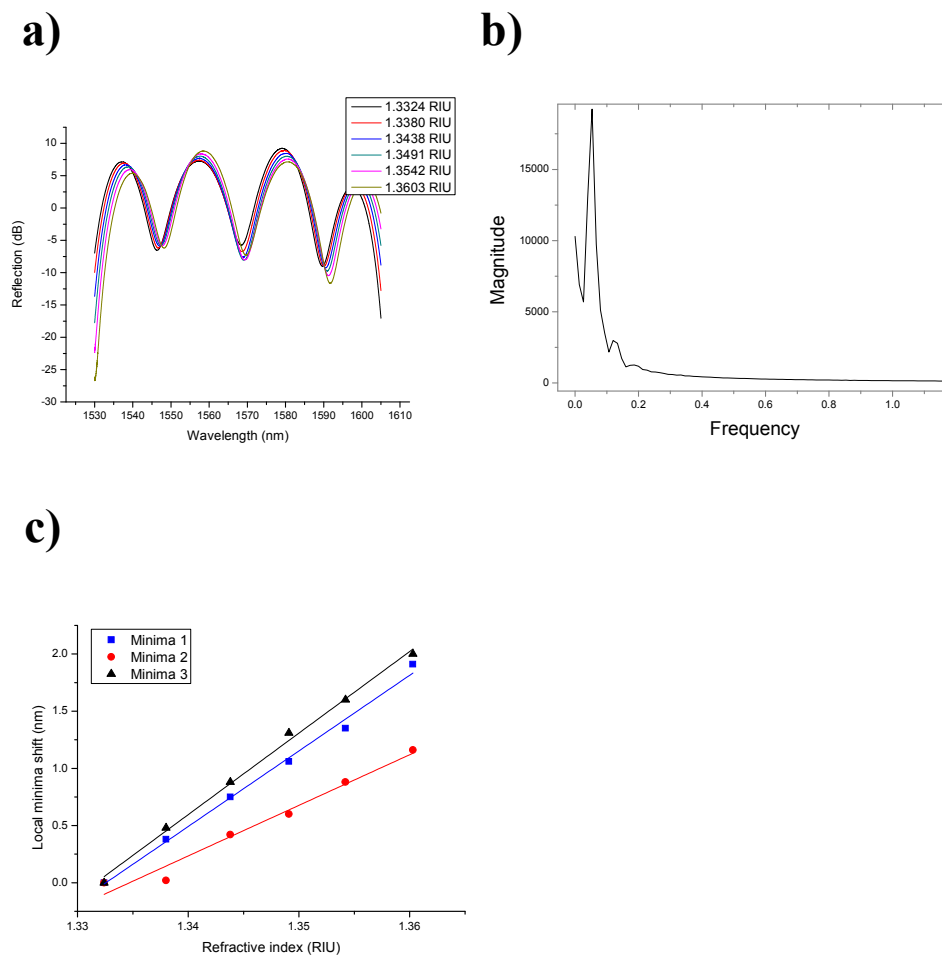 a)
1.3324 RIU
1.3380 RIU
1.3438 RIU
1.3491 RIU
1.3542 RIU
1.3603 RIU
10
5
0
-5
-10
-15
-20
-25
-30
Reflection (dB)
1530 1540 1550 1560 1570 1580 1590 1600 1610
Wavelength (nm)
b)
15000
10000
5000
0
Magnitude
0.0 0.2 0.4 0.6 0.8 1.0
Frequency
c)
Minima 1
Minima 2
Minima 3
2.0
1.5
1.0
0.5
0.0
Local minima shift (nm)
1.33 1.34 1.35 1.36
Refractive index (RIU)